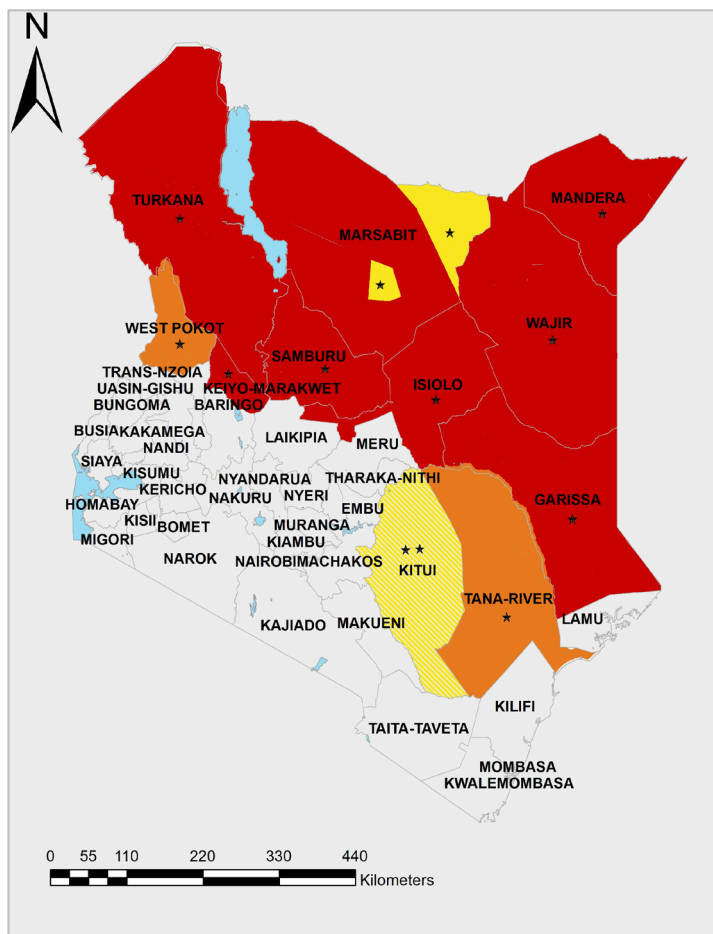 N
TURKANA
MANDERA
MARSABIT
WEST POKOT
WAJIR
SAMBURU
TRANS-NZOIA
UASIN-GISHU
KEIYO-MARAKWET
ISIOLO
BUNGOMA
BARINGO
BUSIA
KAKAMEGA
LAIKIPIA
MERU
NANDI
SIAYA
KISUMU
NYANDARUA
THARAKA-NITHI
KERICHO
NAKURU
NYERI
GARISSA
HOMABAY
EMBU
KISII
BOMET
MURANGA
MIGORI
KIAMBU
NAROK
NAIROBI
MACHAKOS
KITUI
TANA-RIVER
KAJIADO
MAKUENI
LAMU
KILIFI
TAITA-TAVETA
MOMBASA
KWALEMOMBASA
0 55 110 220 330 440
Kilometers